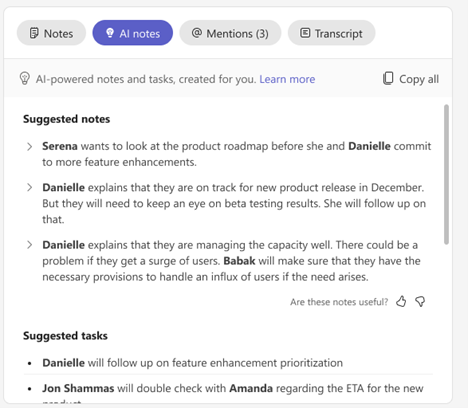 Notes
AI notes
Mentions (3)
Transcript
AI-powered notes and tasks, created for you. Learn more
Copy all
Suggested notes
Serena wants to look at the product roadmap before she and Danielle commit
to more feature enhancements.
Danielle explains that they are on track for new product release in December.
But they will need to keep an eye on beta testing results. She will follow up on
that.
Danielle explains that they are managing the capacity well. There could be a
problem if they get a surge of users. Babak will make sure that they have the
necessary provisions to handle an influx of users if the need arises.
Are these notes useful?
Suggested tasks
Danielle will follow up on feature enhancement prioritization
Jon Shammas will double check with Amanda regarding the ETA for the new
product